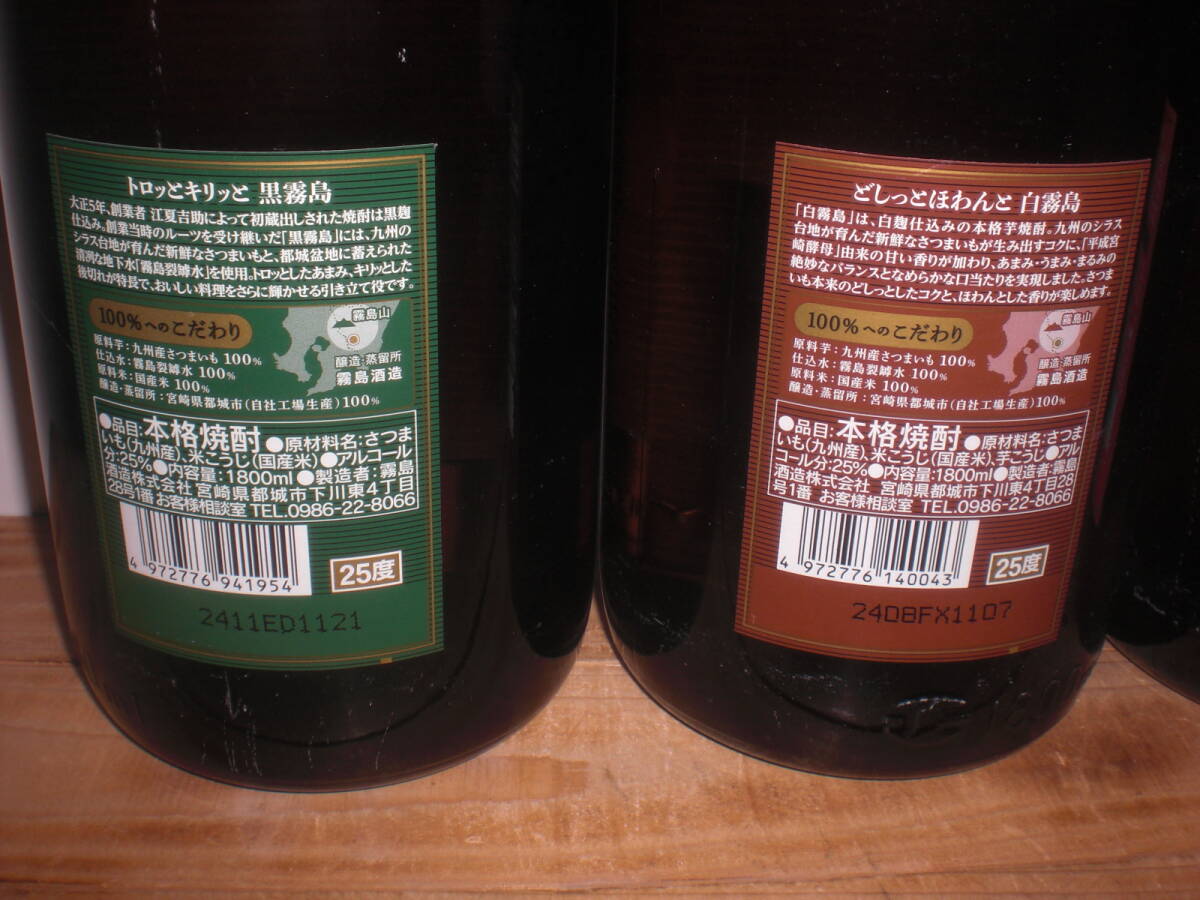 トロッとキリッと 黒霧島
大正5年、創業者 江夏吉助によって初蔵出しされた焼酎は黒麹
仕込み。創業当時のルーツを受け継いだ「黒霧島」には、九州の
シラス台地が育んだ新鮮なさつまいもと、都城盆地に蓄えられた
清冽な地下水「霧島裂罅水」を使用。トロッとしたあまみ、キリッとした
後切れが特長で、おいしい料理をさらに輝かせる引き立て役です。
100%へのこだわり
霧島山
原料芋：九州産さつまいも 100%
仕込水：霧島裂罅水 100%
原料米：国産米 100%
醸造・蒸留所：宮崎県都城市（自社工場生産）100%
醸造・蒸留所
霧島酒造
●品目：本格焼酎 ●原材料名：さつま
いも（九州産）、米こうじ（国産米）●アルコール
分：25%●内容量：1800ml●製造者：霧島
酒造株式会社 宮崎県都城市下川東4丁目
28号1番 お客様相談室 TEL.0986-22-8066
4 972776 941954
25度
2411ED1121
どしっとほわんと 白霧島
「白霧島」は、白麹仕込みの本格芋焼酎。九州のシラス
台地が育んだ新鮮なさつまいもが生み出すコクに、「平成宮
崎酵母」由来の甘い香りが加わり、あまみ・うまみ・まるみの
絶妙なバランスとなめらかな口当たりを実現しました。さつま
いも本来のどしっとしたコクと、ほわんとした香りが楽しめます。
100%へのこだわり
霧島山
原料芋：九州産さつまいも 100%
仕込水：霧島裂罅水 100%
原料米：国産米 100%
醸造・蒸留所：宮崎県都城市（自社工場生産）100%
醸造・蒸留所
霧島酒造
●品目：本格焼酎 ●原材料名：さつま
いも（九州産）、米こうじ（国産米）、芋こうじ●アル
コール分：25%●内容量：1800ml●製造者：霧島
酒造株式会社 宮崎県都城市下川東4丁目28
号1番 お客様相談室 TEL.0986-22-8066
4 972776 140043
25度
2408FX1107